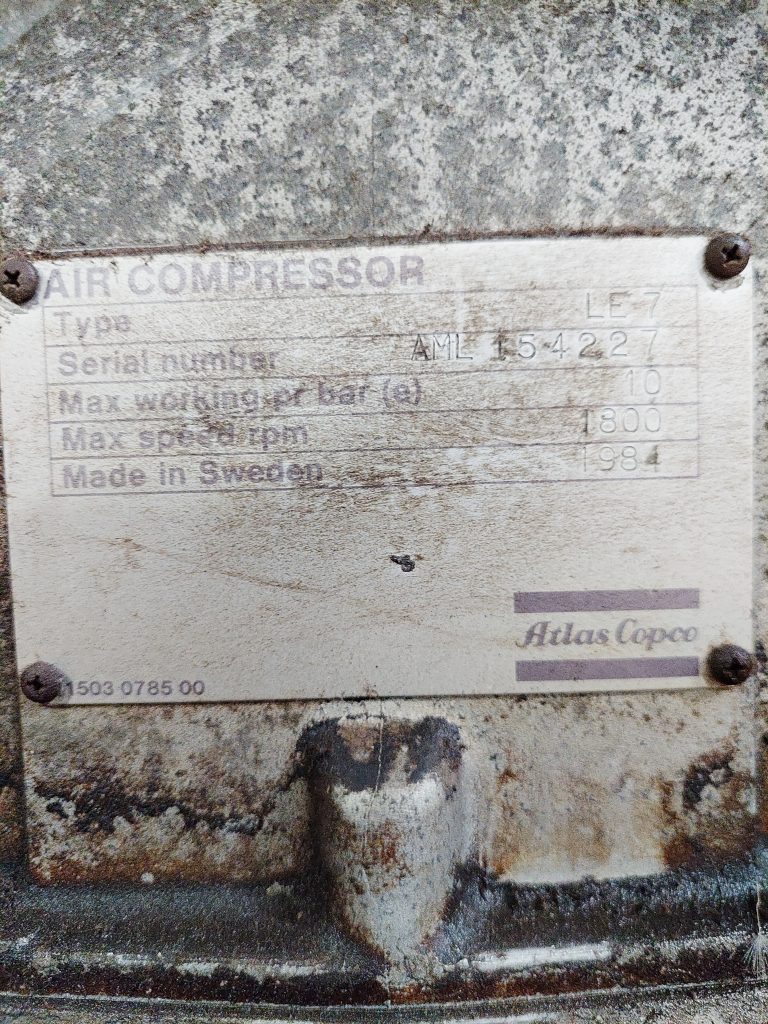 AIR COMPRESSOR
Type LE 7
Serial number AML 154227
Max working pr bar (e) 10
Max speed rpm 1800
Made in Sweden 1984
Atlas Copco
1503 0785 00